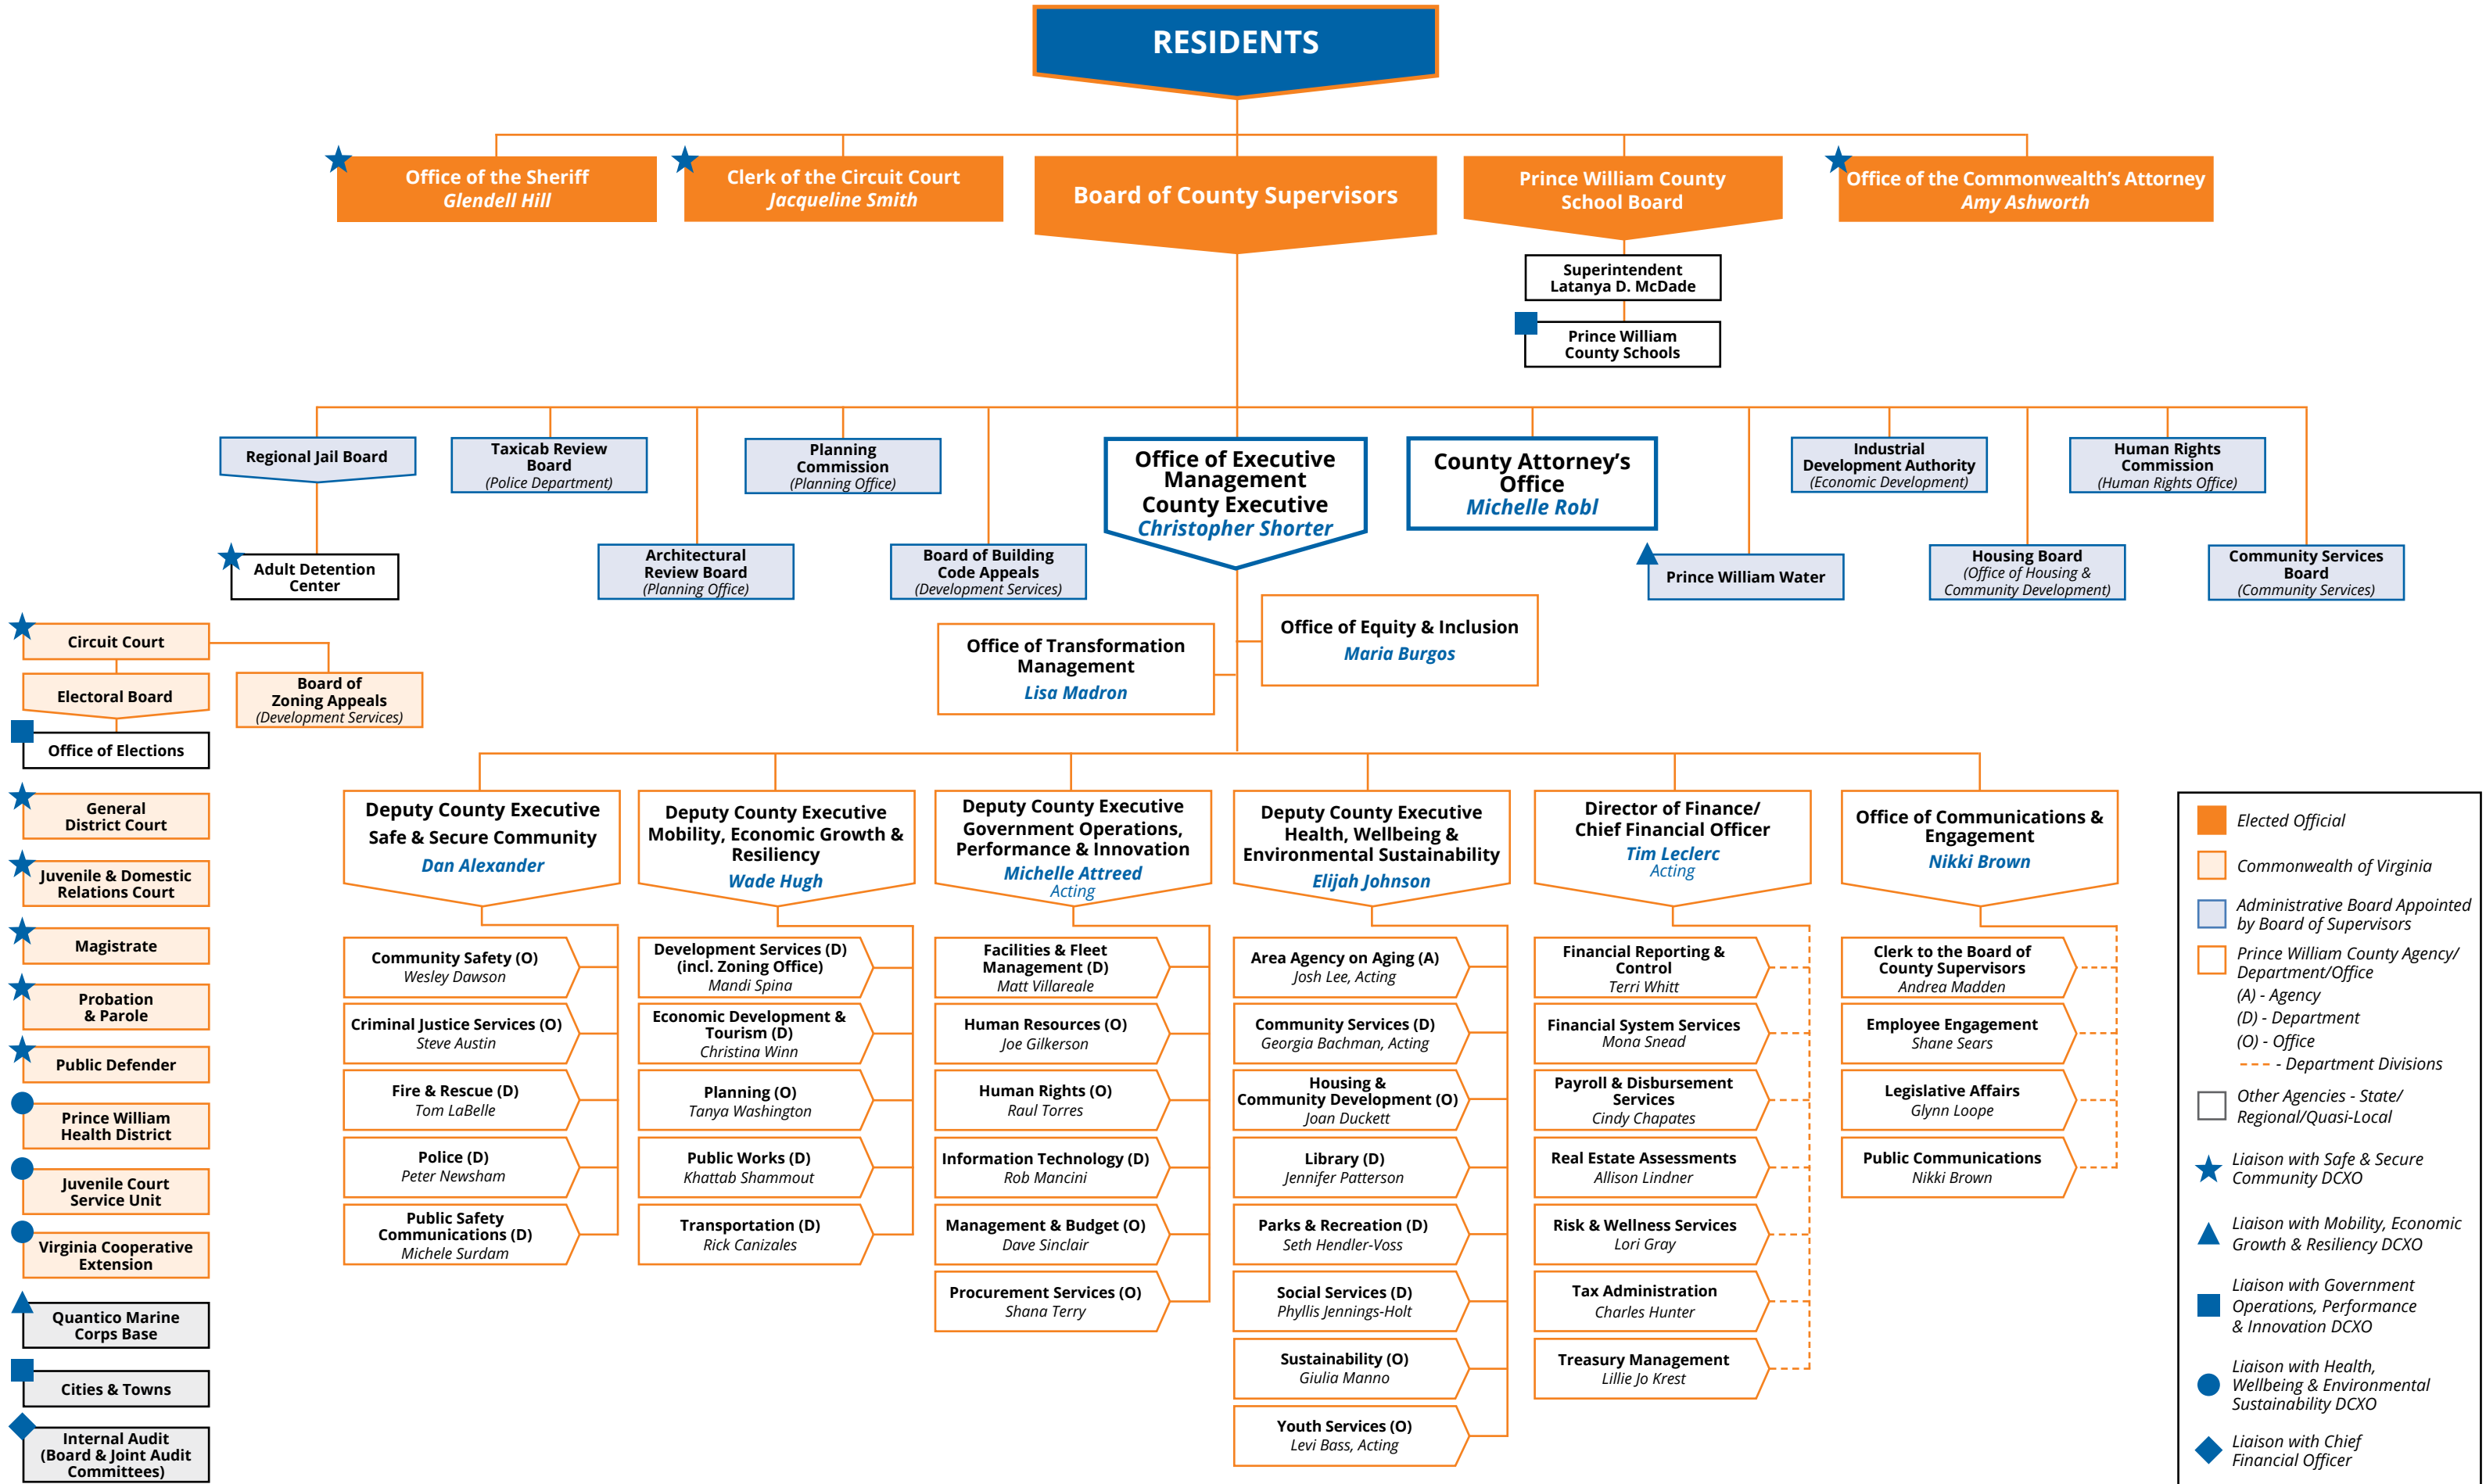 RESIDENTS
Office of the Sheriff
Glendell Hill
Clerk of the Circuit Court
Jacqueline Smith
Board of County Supervisors
Prince William County
School Board
Office of the Commonwealth’s Attorney
Amy Ashworth
Superintendent
Latanya D. McDade
Prince William
County Schools
Regional Jail Board
Taxicab Review
Board
(Police Department)
Planning
Commission
(Planning Office)
Office of Executive
Management
County Executive
Christopher Shorter
County Attorney’s
Office
Michelle Robl
Industrial
Development Authority
(Economic Development)
Human Rights
Commission
(Human Rights Office)
Adult Detention
Center
Architectural
Review Board
(Planning Office)
Board of Building
Code Appeals
(Development Services)
Prince William Water
Housing Board
(Office of Housing &
Community Development)
Community Services
Board
(Community Services)
Circuit Court
Electoral Board
Board of
Zoning Appeals
(Development Services)
Office of Elections
Office of Transformation
Management
Lisa Madron
Office of Equity & Inclusion
Maria Burgos
General
District Court
Juvenile & Domestic
Relations Court
Magistrate
Probation
& Parole
Public Defender
Prince William
Health District
Juvenile Court
Service Unit
Virginia Cooperative
Extension
Quantico Marine
Corps Base
Cities & Towns
Internal Audit
(Board & Joint Audit
Committees)
Deputy County Executive
Safe & Secure Community
Dan Alexander
Community Safety (O)
Wesley Dawson
Criminal Justice Services (O)
Steve Austin
Fire & Rescue (D)
Tom LaBelle
Police (D)
Peter Newsham
Public Safety
Communications (D)
Michele Surdam
Deputy County Executive
Mobility, Economic Growth &
Resiliency
Wade Hugh
Development Services (D)
(incl. Zoning Office)
Mandi Spina
Economic Development &
Tourism (D)
Christina Winn
Planning (O)
Tanya Washington
Public Works (D)
Khattab Shammout
Transportation (D)
Rick Canizales
Deputy County Executive
Government Operations,
Performance & Innovation
Michelle Attreed
Acting
Facilities & Fleet
Management (D)
Matt Villareale
Human Resources (O)
Joe Gilkerson
Human Rights (O)
Raul Torres
Information Technology (D)
Rob Mancini
Management & Budget (O)
Dave Sinclair
Procurement Services (O)
Shana Terry
Deputy County Executive
Health, Wellbeing &
Environmental Sustainability
Elijah Johnson
Area Agency on Aging (A)
Josh Lee, Acting
Community Services (D)
Georgia Bachman, Acting
Housing &
Community Development (O)
Joan Duckett
Library (D)
Jennifer Patterson
Parks & Recreation (D)
Seth Hendler-Voss
Social Services (D)
Phyllis Jennings-Holt
Sustainability (O)
Giulia Manno
Youth Services (O)
Levi Bass, Acting
Director of Finance/
Chief Financial Officer
Tim Leclerc
Acting
Financial Reporting &
Control
Terri Whitt
Financial System Services
Mona Snead
Payroll & Disbursement
Services
Cindy Chapates
Real Estate Assessments
Allison Lindner
Risk & Wellness Services
Lori Gray
Tax Administration
Charles Hunter
Treasury Management
Lillie Jo Krest
Office of Communications &
Engagement
Nikki Brown
Clerk to the Board of
County Supervisors
Andrea Madden
Employee Engagement
Shane Sears
Legislative Affairs
Glynn Loope
Public Communications
Nikki Brown
Elected Official
Commonwealth of Virginia
Administrative Board Appointed
by Board of Supervisors
Prince William County Agency/
Department/Office
(A) - Agency
(D) - Department
(O) - Office
- Department Divisions
Other Agencies - State/
Regional/Quasi-Local
Liaison with Safe & Secure
Community DCXO
Liaison with Mobility, Economic
Growth & Resiliency DCXO
Liaison with Government
Operations, Performance
& Innovation DCXO
Liaison with Health,
Wellbeing & Environmental
Sustainability DCXO
Liaison with Chief
Financial Officer